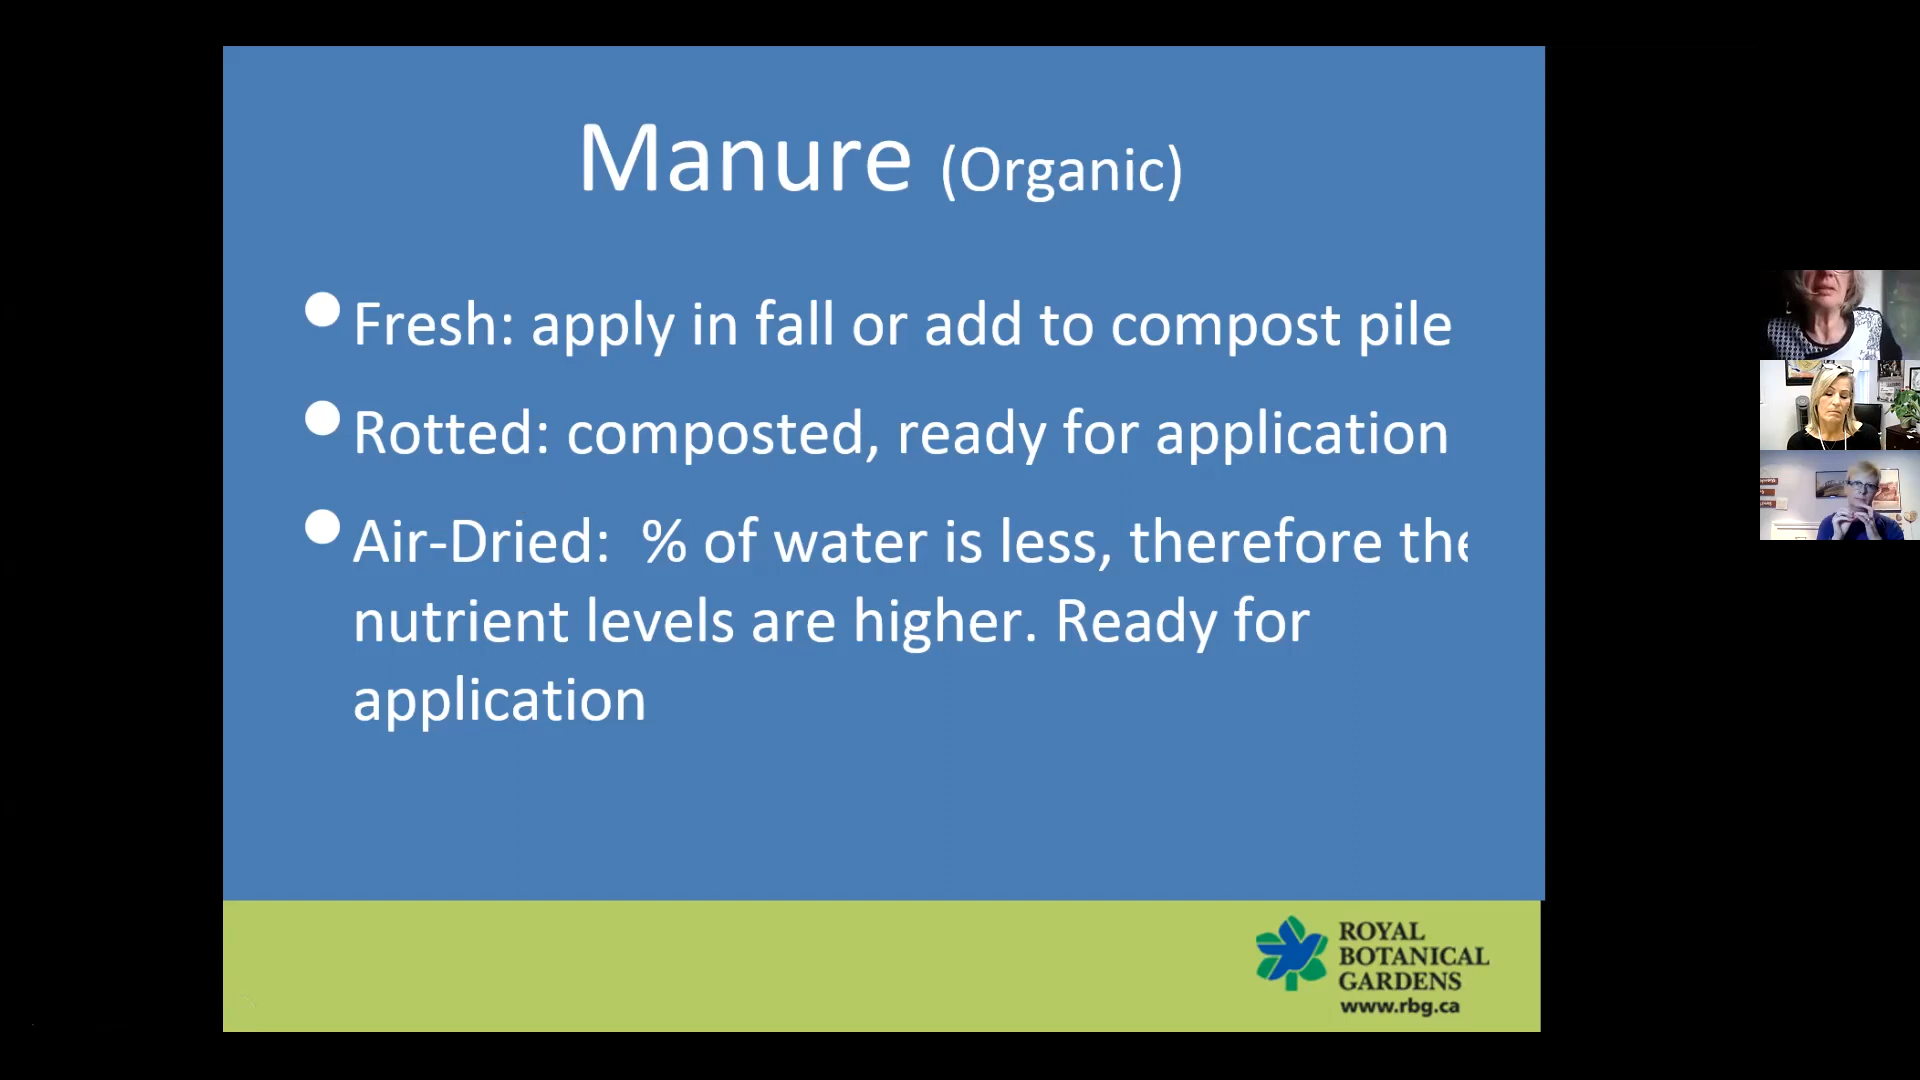 Manure (Organic)
Fresh: apply in fall or add to compost pile
Rotted: composted, ready for application
Air-Dried: % of water is less, therefore the
nutrient levels are higher. Ready for
application
ROYAL
BOTANICAL
GARDENS
www.rbg.ca